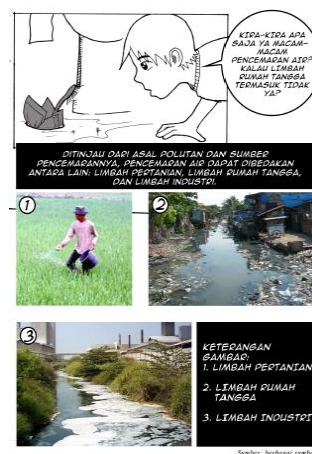 KIRA-KIRA APA
SAJA YA MACAM-
MACAM
PENCEMARAN AIR?
KALAU LIMBAH
RUMAH TANGGA
TERMASUK TIDAK
YA?
DITINJAU DARI ASAL POLUTAN DAN SUMBER
PENCEMARANNYA, PENCEMARAN AIR DAPAT DIBEDAKAN
ANTARA LAIN: LIMBAH PERTANIAN, LIMBAH RUMAH TANGGA,
DAN LIMBAH INDUSTRI.
1
2
3
KETERANGAN
GAMBAR:
1. LIMBAH PERTANIAN
2. LIMBAH RUMAH
TANGGA
3. LIMBAH INDUSTRI
Sumber: berbagai sumber